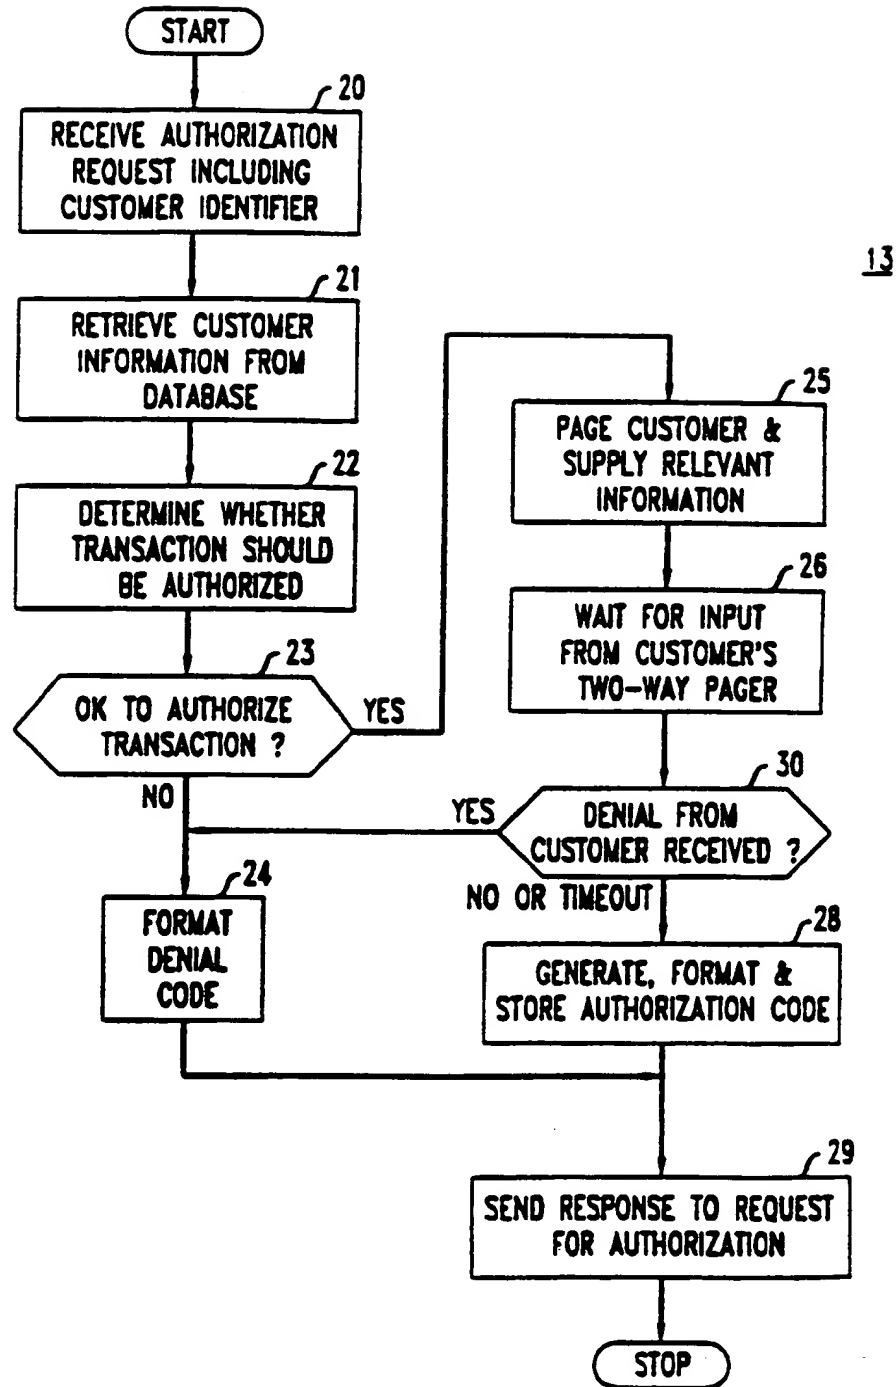 START
20
RECEIVE AUTHORIZATION
REQUEST INCLUDING
CUSTOMER IDENTIFIER
13
21
RETRIEVE CUSTOMER
INFORMATION FROM
DATABASE
22
DETERMINE WHETHER
TRANSACTION SHOULD
BE AUTHORIZED
23
OK TO AUTHORIZE
TRANSACTION ?
YES
NO
24
FORMAT
DENIAL
CODE
25
PAGE CUSTOMER &
SUPPLY RELEVANT
INFORMATION
26
WAIT FOR INPUT
FROM CUSTOMER'S
TWO-WAY PAGER
30
DENIAL FROM
CUSTOMER RECEIVED ?
YES
NO OR TIMEOUT
28
GENERATE, FORMAT &
STORE AUTHORIZATION CODE
29
SEND RESPONSE TO REQUEST
FOR AUTHORIZATION
STOP